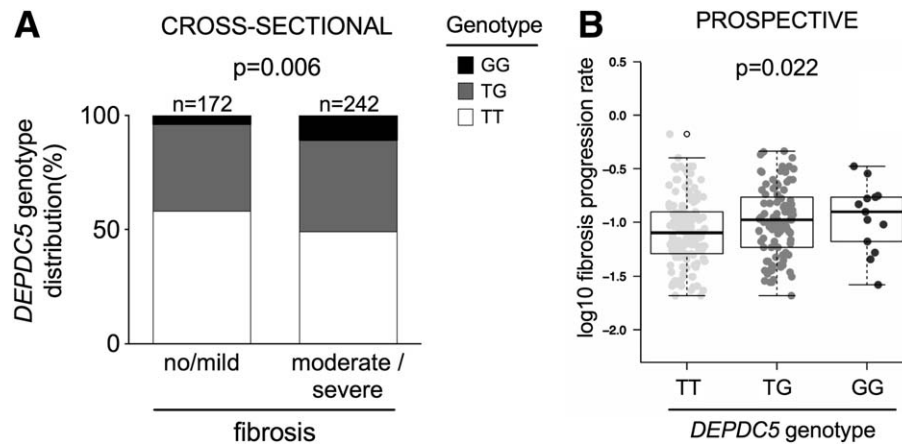 A
CROSS-SECTIONAL
p=0.006
n=172
n=242
100
50
0
DEPDC5 genotype
distribution(%)
no/mild
moderate /
severe
fibrosis
Genotype
GG
TG
TT
B
PROSPECTIVE
p=0.022
0.5
0.0
−0.5
−1.0
−1.5
−2.0
log10 fibrosis progression rate
TT
TG
GG
DEPDC5 genotype